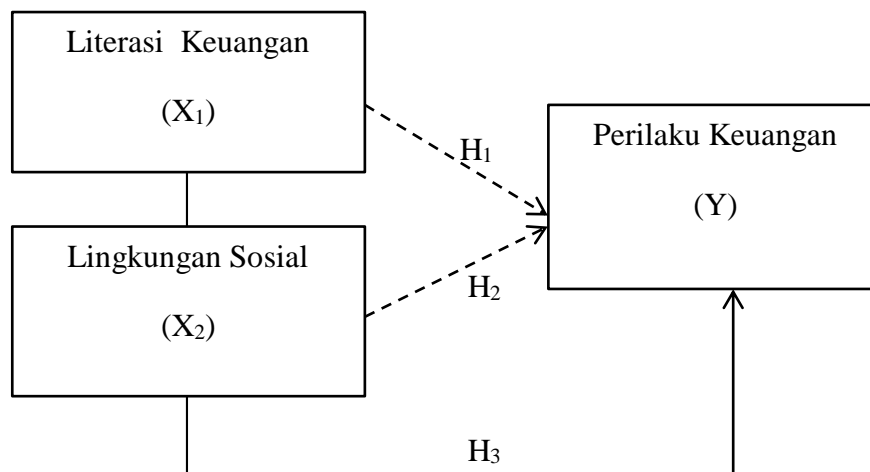 Literasi  Keuangan
(X₁)
H₁
Perilaku Keuangan
(Y)
Lingkungan Sosial
(X₂)
H₂
H₃